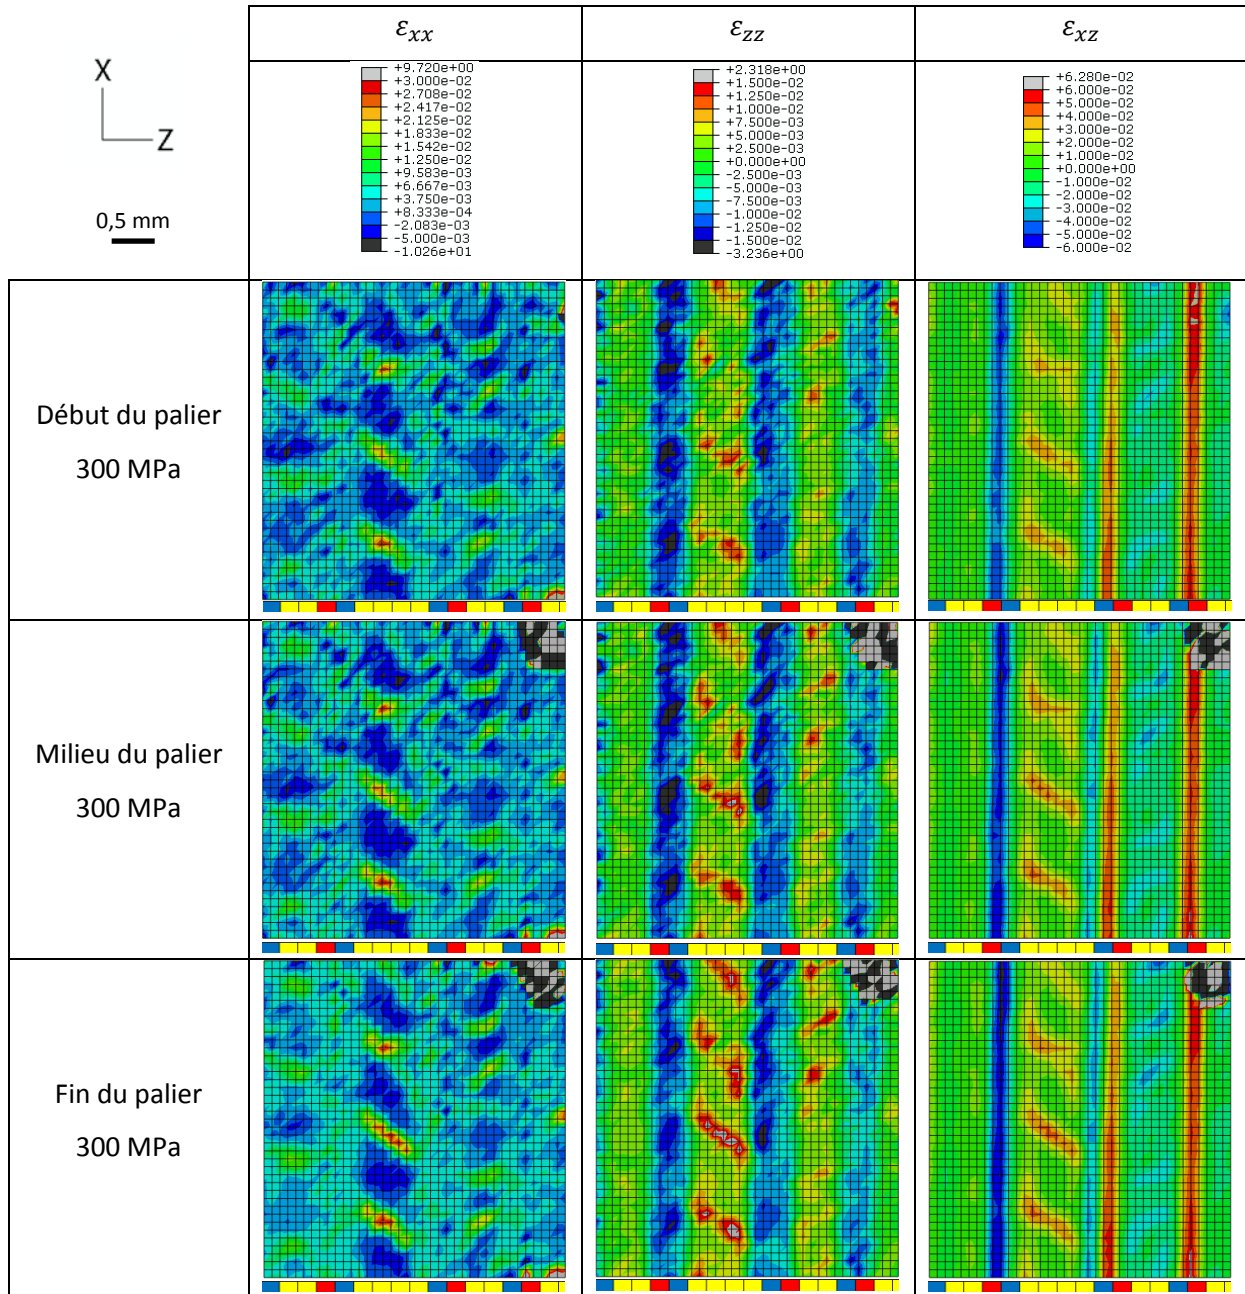 ε_xx
ε_zz
ε_xz
X
Z
0,5 mm
+9.720e+00
+3.000e-02
+2.708e-02
+2.417e-02
+2.125e-02
+1.833e-02
+1.542e-02
+1.250e-02
+9.583e-03
+6.667e-03
+3.750e-03
+8.333e-04
-2.083e-03
-5.000e-03
-1.026e+01
+2.318e+00
+1.500e-02
+1.250e-02
+1.000e-02
+7.500e-03
+5.000e-03
+2.500e-03
+0.000e+00
-2.500e-03
-5.000e-03
-7.500e-03
-1.000e-02
-1.250e-02
-1.500e-02
-3.236e+00
+6.280e-02
+6.000e-02
+5.000e-02
+4.000e-02
+3.000e-02
+2.000e-02
+1.000e-02
+0.000e+00
-1.000e-02
-2.000e-02
-3.000e-02
-4.000e-02
-5.000e-02
-6.000e-02
Début du palier
300 MPa
Milieu du palier
300 MPa
Fin du palier
300 MPa